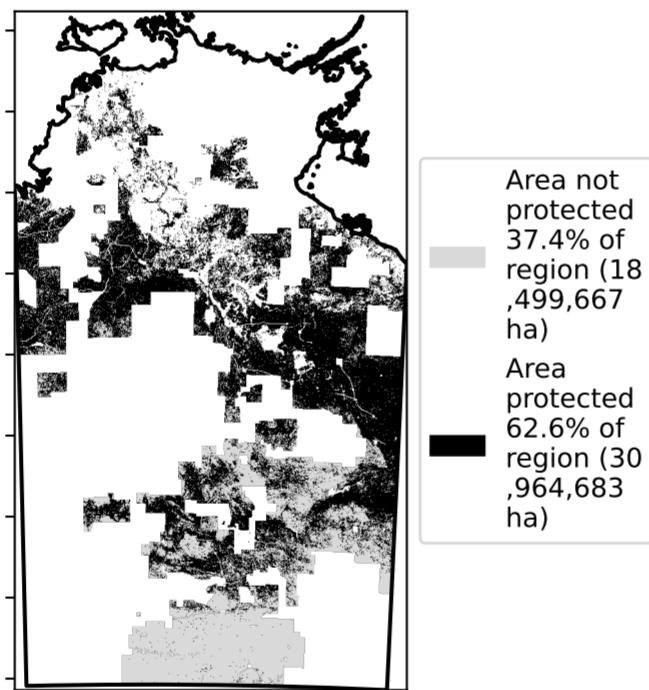 Area not
protected
37.4% of
region (18
,499,667
ha)
Area
protected
62.6% of
region (30
,964,683
ha)